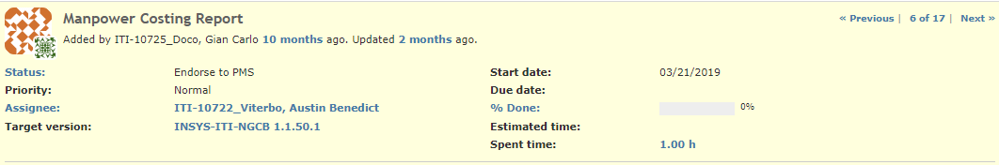 Manpower Costing Report
« Previous | 6 of 17 | Next »
Added by ITI-10725_Doco, Gian Carlo 10 months ago. Updated 2 months ago.
Status: Endorse to PMS Start date: 03/21/2019
Priority: Normal Due date:
Assignee: ITI-10722_Viterbo, Austin Benedict % Done: 0%
Target version: INSYS-ITI-NGCB 1.1.50.1 Estimated time:
Spent time: 1.00 h